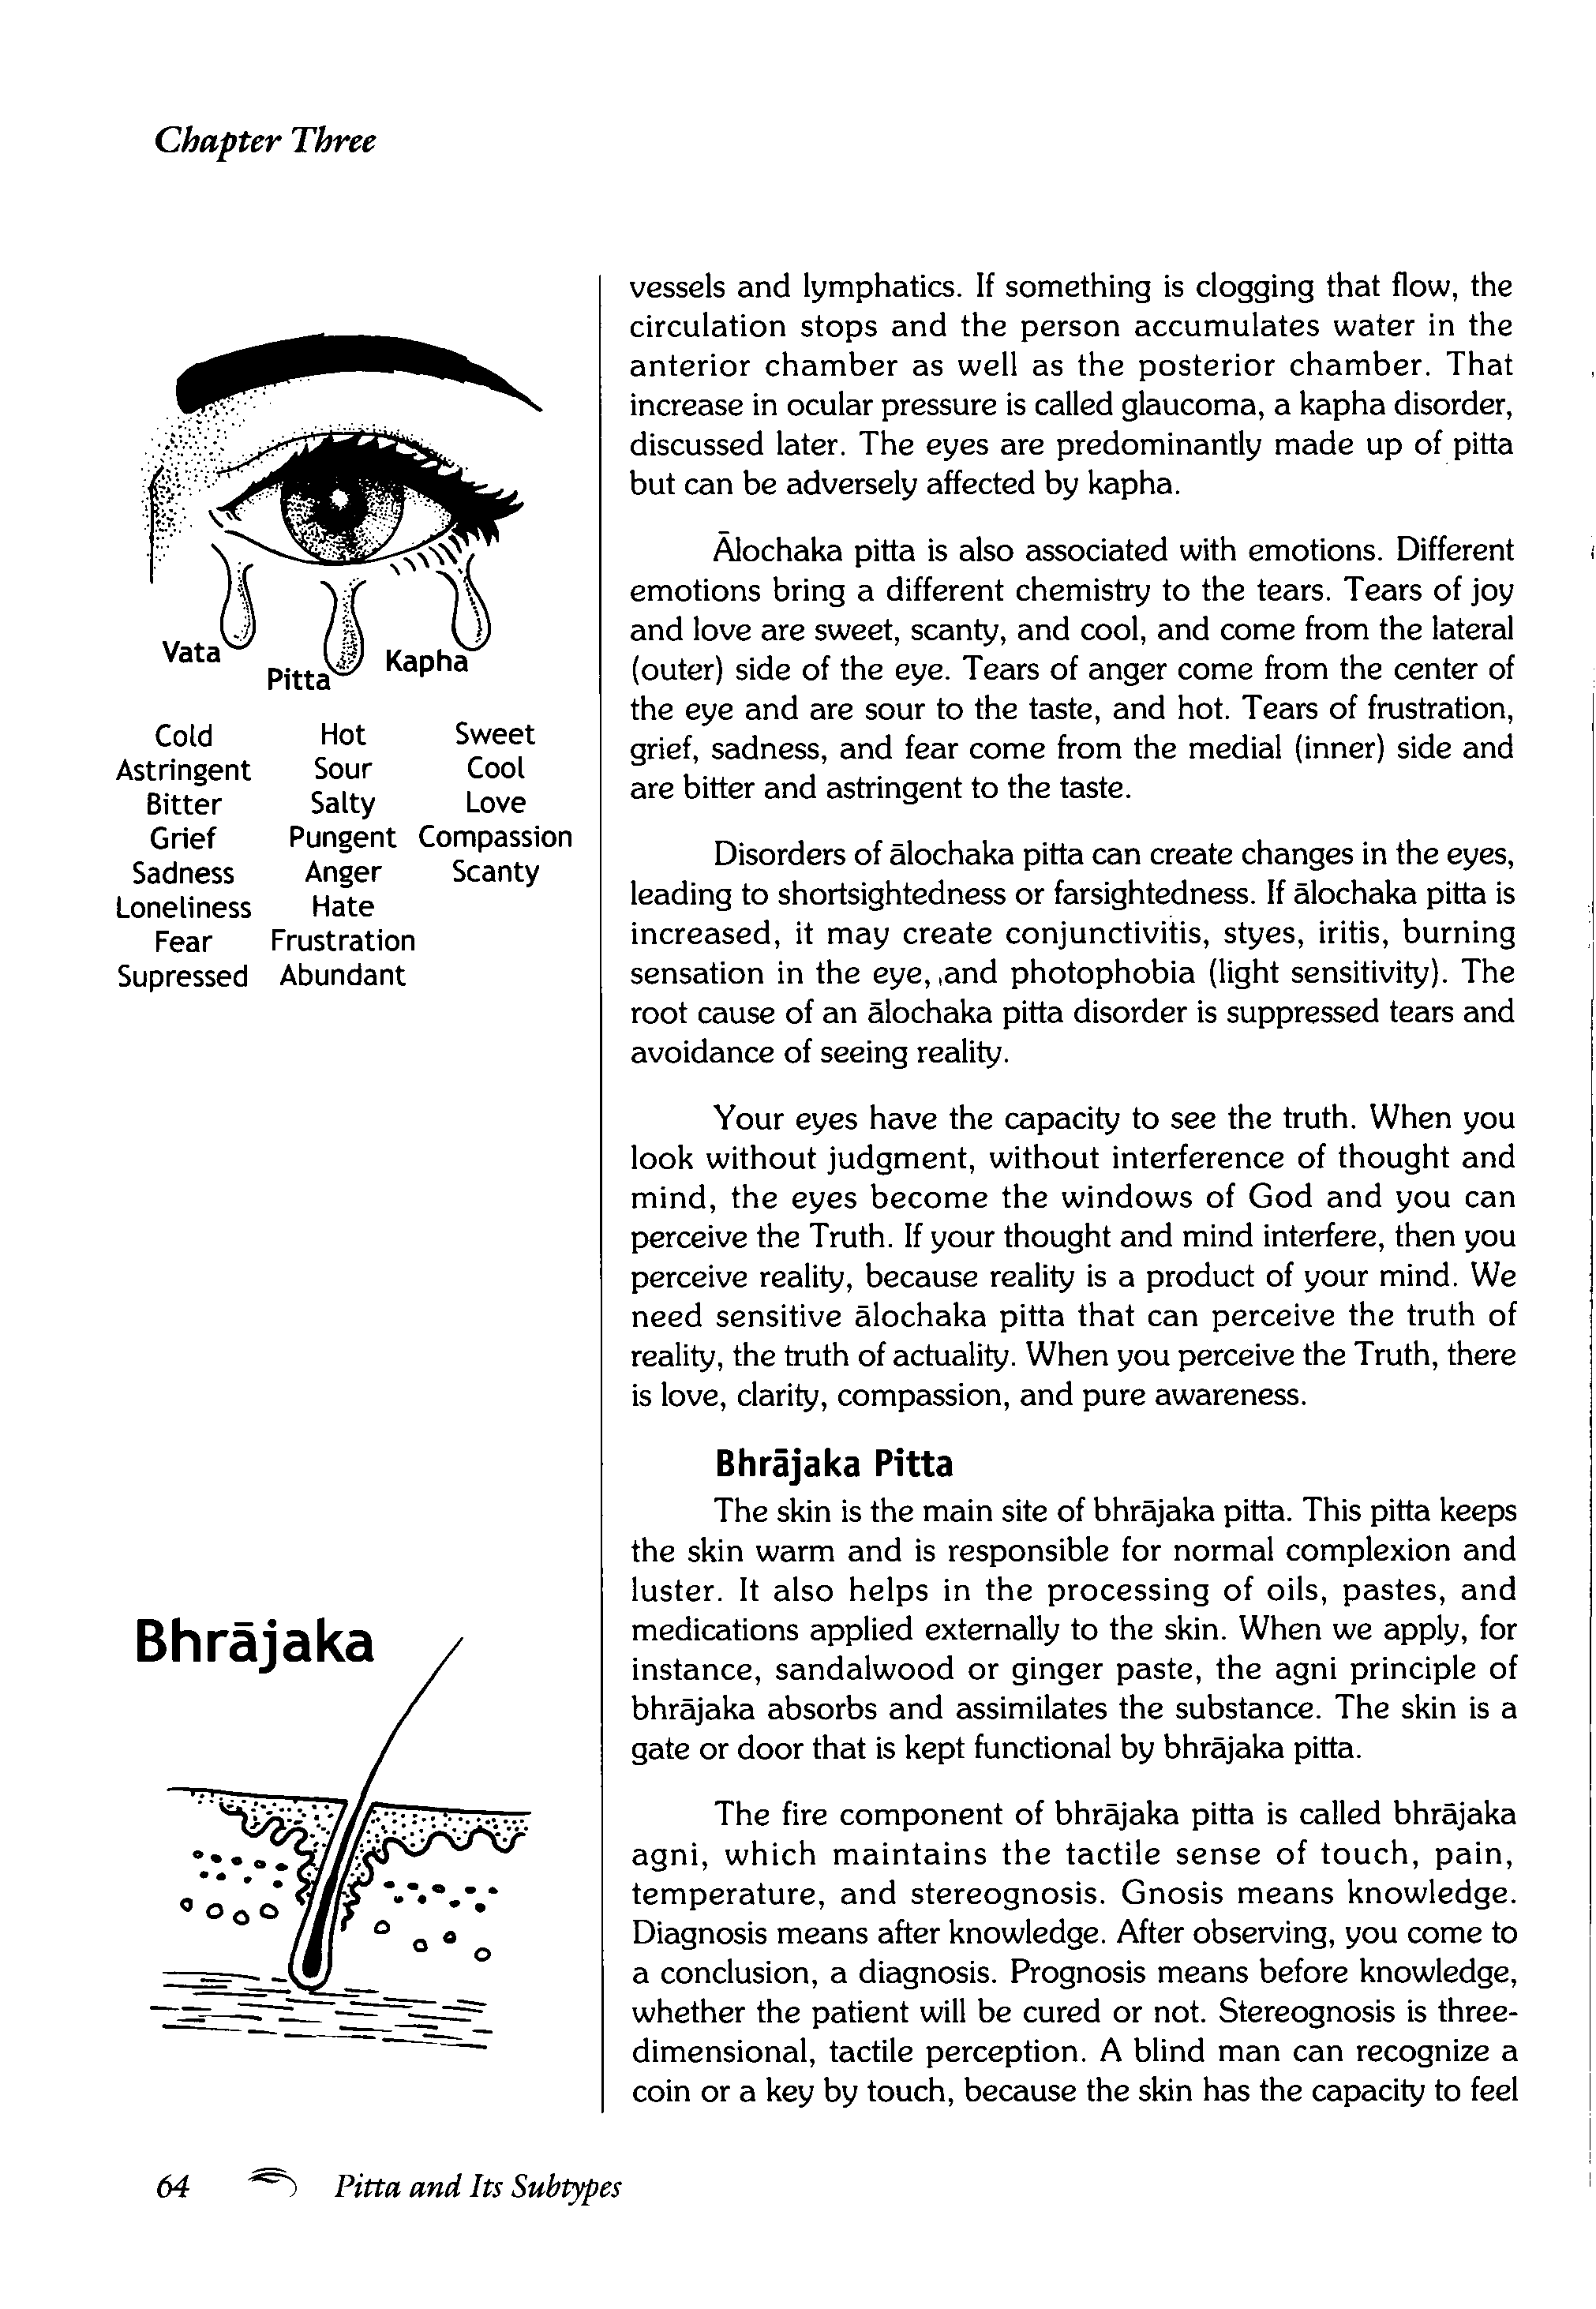 Chapter Three
Vata
Pitta
Kapha
Cold Hot Sweet
Astringent Sour Cool
Bitter Salty Love
Grief Pungent Compassion
Sadness Anger Scanty
Loneliness Hate
Fear Frustration
Supressed Abundant
vessels and lymphatics. If something is clogging that flow, the
circulation stops and the person accumulates water in the
anterior chamber as well as the posterior chamber. That
increase in ocular pressure is called glaucoma, a kapha disorder,
discussed later. The eyes are predominantly made up of pitta
but can be adversely affected by kapha.
Ālochaka pitta is also associated with emotions. Different
emotions bring a different chemistry to the tears. Tears of joy
and love are sweet, scanty, and cool, and come from the lateral
(outer) side of the eye. Tears of anger come from the center of
the eye and are sour to the taste, and hot. Tears of frustration,
grief, sadness, and fear come from the medial (inner) side and
are bitter and astringent to the taste.
Disorders of ālochaka pitta can create changes in the eyes,
leading to shortsightedness or farsightedness. If ālochaka pitta is
increased, it may create conjunctivitis, styes, iritis, burning
sensation in the eye, ,and photophobia (light sensitivity). The
root cause of an ālochaka pitta disorder is suppressed tears and
avoidance of seeing reality.
Your eyes have the capacity to see the truth. When you
look without judgment, without interference of thought and
mind, the eyes become the windows of God and you can
perceive the Truth. If your thought and mind interfere, then you
perceive reality, because reality is a product of your mind. We
need sensitive ālochaka pitta that can perceive the truth of
reality, the truth of actuality. When you perceive the Truth, there
is love, clarity, compassion, and pure awareness.
Bhrājaka Pitta
The skin is the main site of bhrājaka pitta. This pitta keeps
the skin warm and is responsible for normal complexion and
luster. It also helps in the processing of oils, pastes, and
medications applied externally to the skin. When we apply, for
instance, sandalwood or ginger paste, the agni principle of
bhrājaka absorbs and assimilates the substance. The skin is a
gate or door that is kept functional by bhrājaka pitta.
Bhrājaka
The fire component of bhrājaka pitta is called bhrājaka
agni, which maintains the tactile sense of touch, pain,
temperature, and stereognosis. Gnosis means knowledge.
Diagnosis means after knowledge. After observing, you come to
a conclusion, a diagnosis. Prognosis means before knowledge,
whether the patient will be cured or not. Stereognosis is three-
dimensional, tactile perception. A blind man can recognize a
coin or a key by touch, because the skin has the capacity to feel
64 Pitta and Its Subtypes